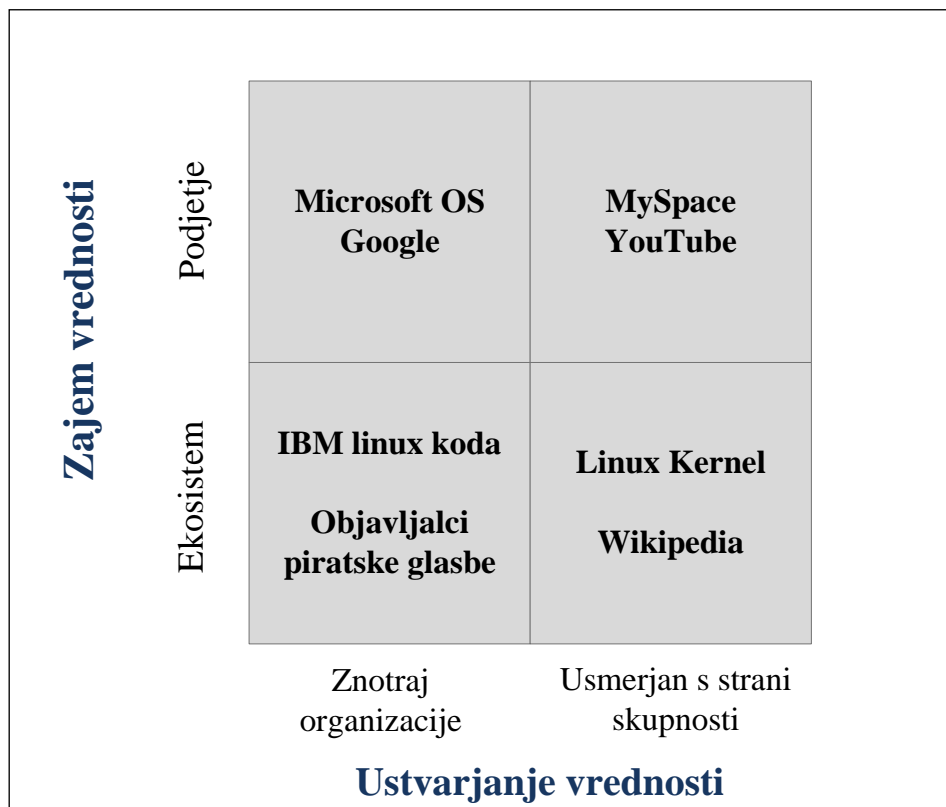 Zajem vrednosti
Podjetje
Microsoft OS
Google
MySpace
YouTube
Ekosistem
IBM linux koda
Objavljalci
piratske glasbe
Linux Kernel
Wikipedia
Znotraj
organizacije
Usmerjan s strani
skupnosti
Ustvarjanje vrednosti